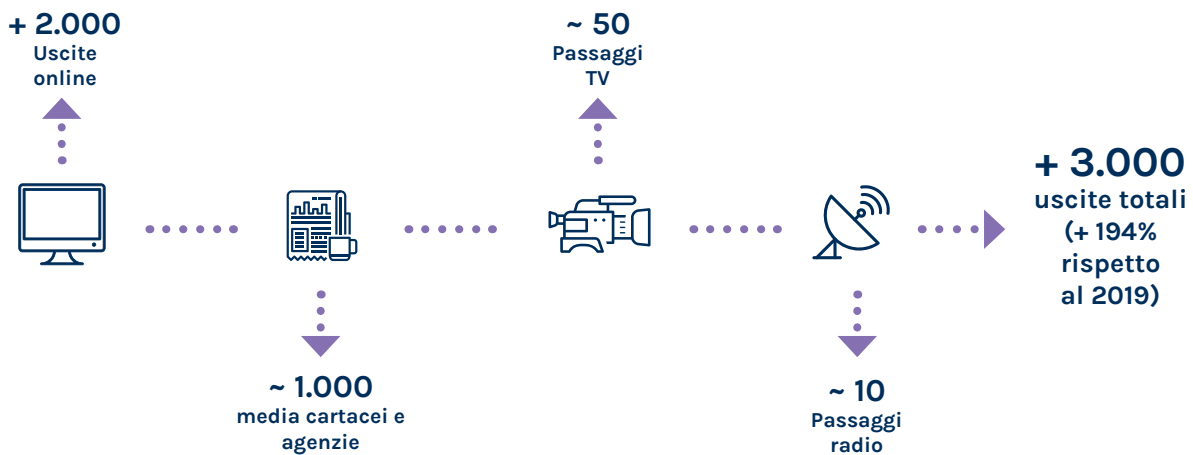 + 2.000
Uscite
online
~ 50
Passaggi
TV
+ 3.000
uscite totali
(+ 194%
rispetto
al 2019)
~ 1.000
media cartacei e
agenzie
~ 10
Passaggi
radio